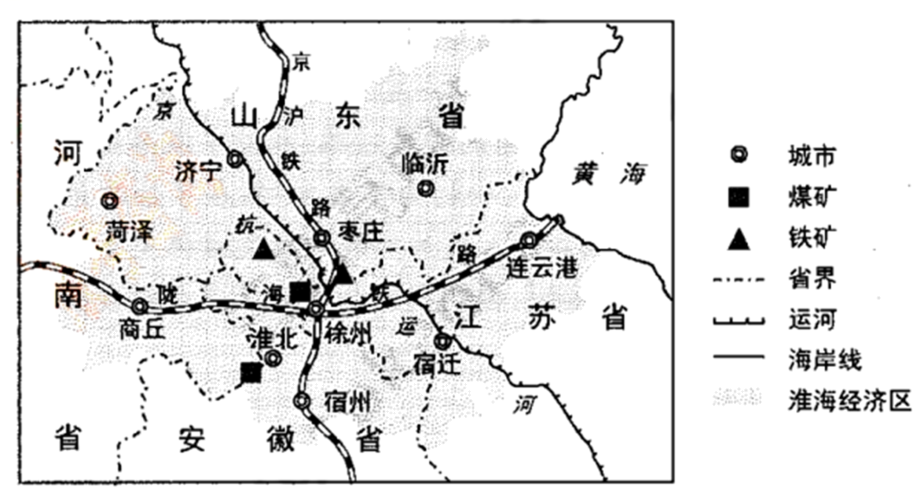 京
京
山
沪
东
省
河
济宁
铁
临沂
黄海
菏泽
杭
路
枣庄
路
连云港
南
陇
海
铁
商丘
徐州
运
江
苏
省
淮北
宿迁
宿州
河
省
安
徽
省
城市
煤矿
铁矿
省界
运河
海岸线
淮海经济区